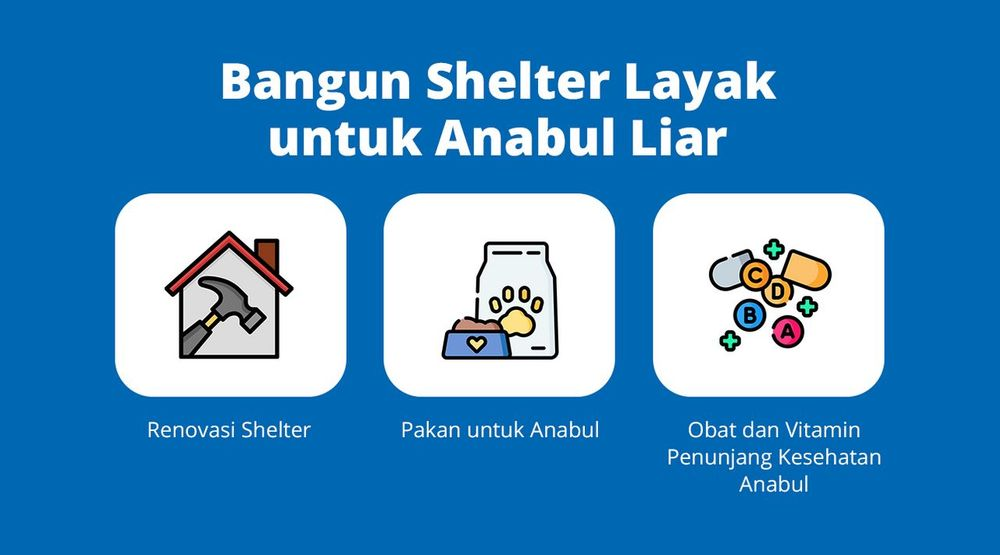 Bangun Shelter Layak
untuk Anabul Liar
C
D
B
A
Renovasi Shelter
Pakan untuk Anabul
Obat dan Vitamin
Penunjang Kesehatan
Anabul